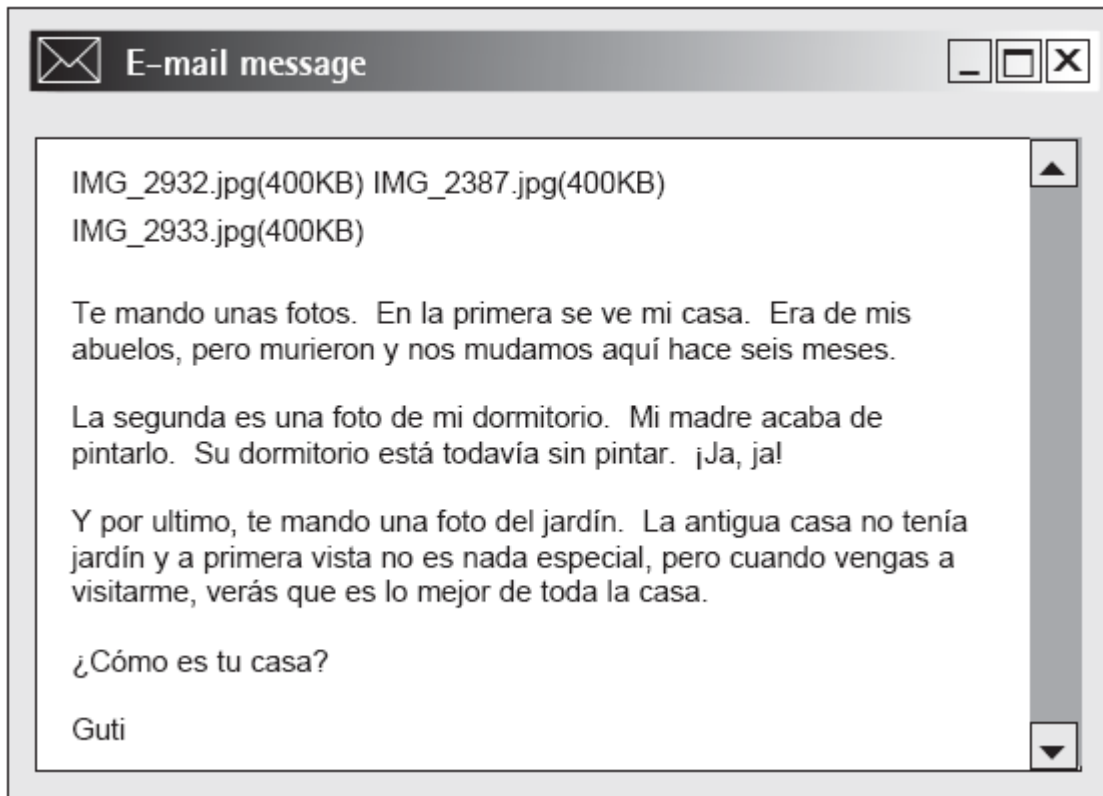 E-mail message
IMG_2932.jpg(400KB) IMG_2387.jpg(400KB)
IMG_2933.jpg(400KB)
Te mando unas fotos. En la primera se ve mi casa. Era de mis
abuelos, pero murieron y nos mudamos aquí hace seis meses.
La segunda es una foto de mi dormitorio. Mi madre acaba de
pintarlo. Su dormitorio está todavía sin pintar. ¡Ja, ja!
Y por ultimo, te mando una foto del jardín. La antigua casa no tenía
jardín y a primera vista no es nada especial, pero cuando vengas a
visitarme, verás que es lo mejor de toda la casa.
¿Cómo es tu casa?
Guti